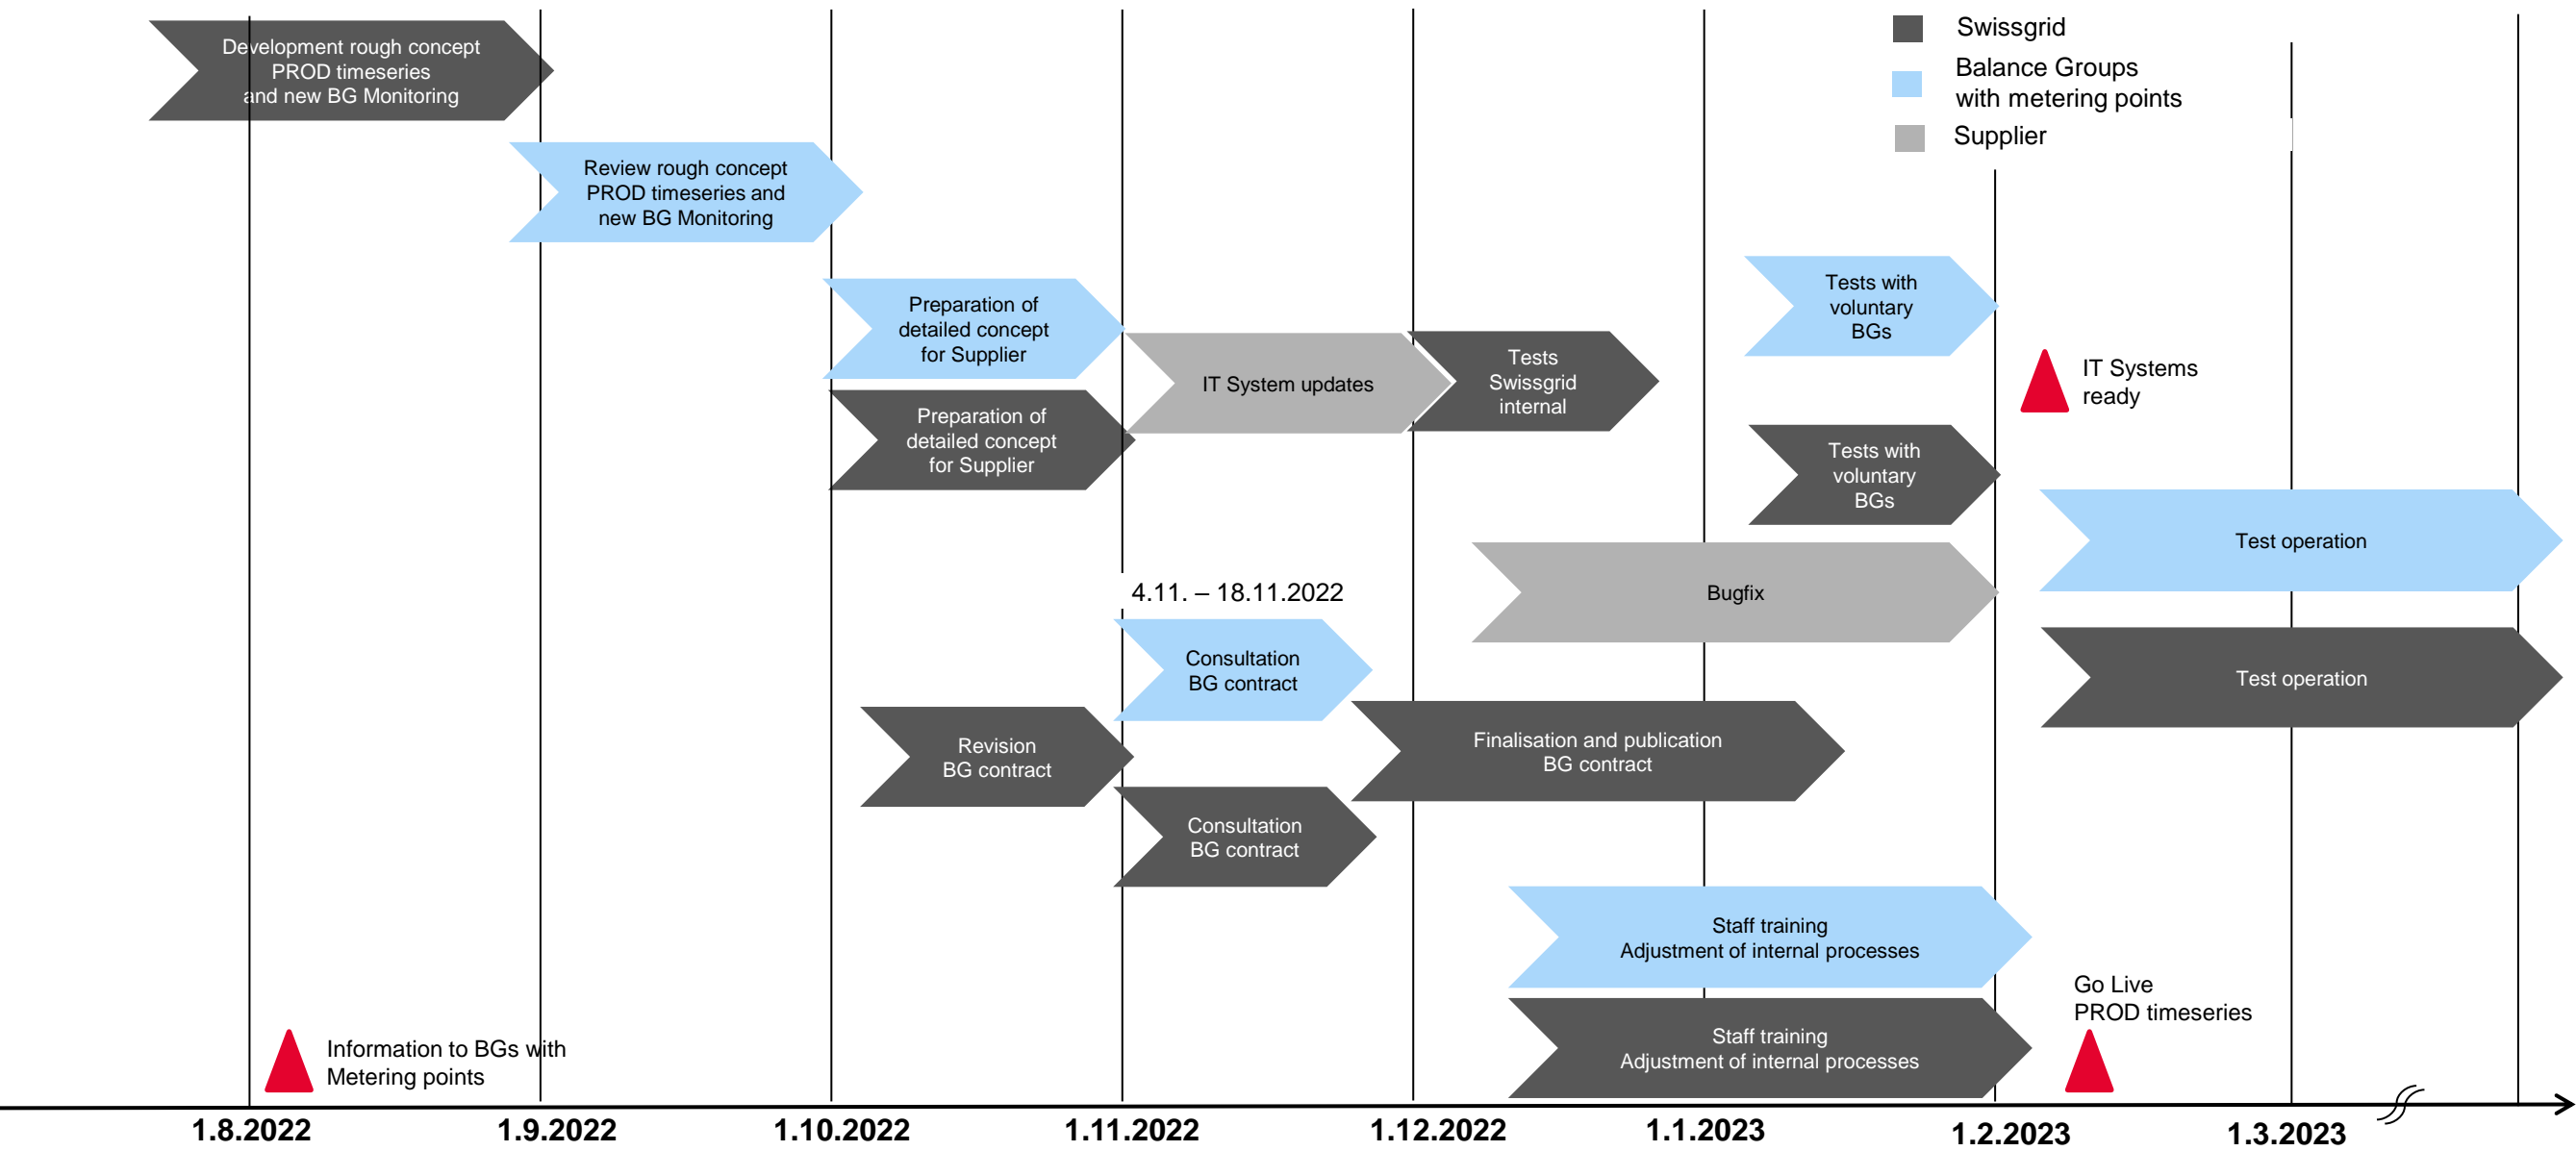 Swissgrid
Balance Groups
with metering points
Supplier
Development rough concept
PROD timeseries
and new BG Monitoring
Review rough concept
PROD timeseries and
new BG Monitoring
Preparation of
detailed concept
for Supplier
Preparation of
detailed concept
for Supplier
IT System updates
Tests
Swissgrid
internal
Tests with
voluntary
BGs
IT Systems
ready
Tests with
voluntary
BGs
Test operation
Bugfix
4.11. – 18.11.2022
Consultation
BG contract
Test operation
Revision
BG contract
Finalisation and publication
BG contract
Consultation
BG contract
Staff training
Adjustment of internal processes
Go Live
PROD timeseries
Staff training
Adjustment of internal processes
Information to BGs with
Metering points
1.8.2022
1.9.2022
1.10.2022
1.11.2022
1.12.2022
1.1.2023
1.2.2023
1.3.2023